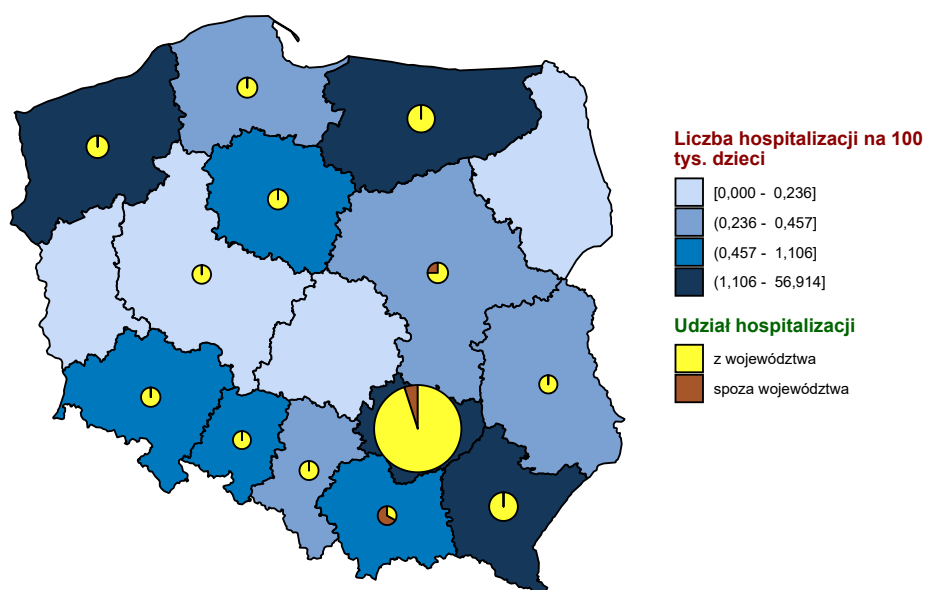 Liczba hospitalizacji na 100
tys. dzieci
[0,000 - 0,236]
(0,236 - 0,457]
(0,457 - 1,106]
(1,106 - 56,914]
Udział hospitalizacji
z województwa
spoza województwa